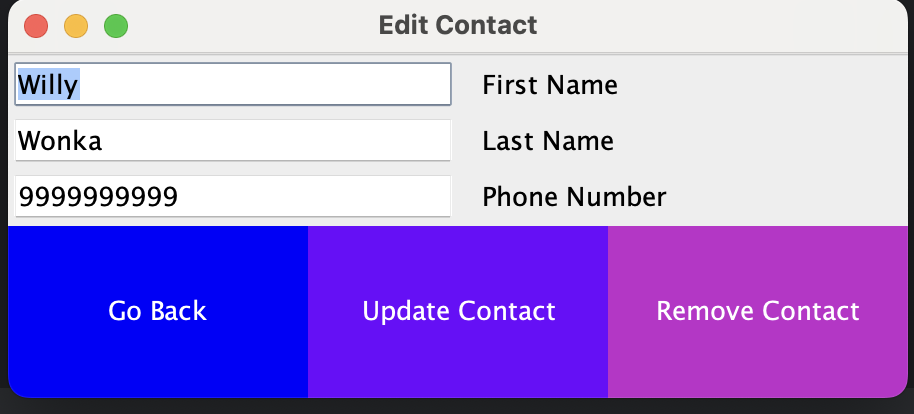 Edit Contact
Willy First Name
Wonka Last Name
9999999999 Phone Number
Go Back Update Contact Remove Contact